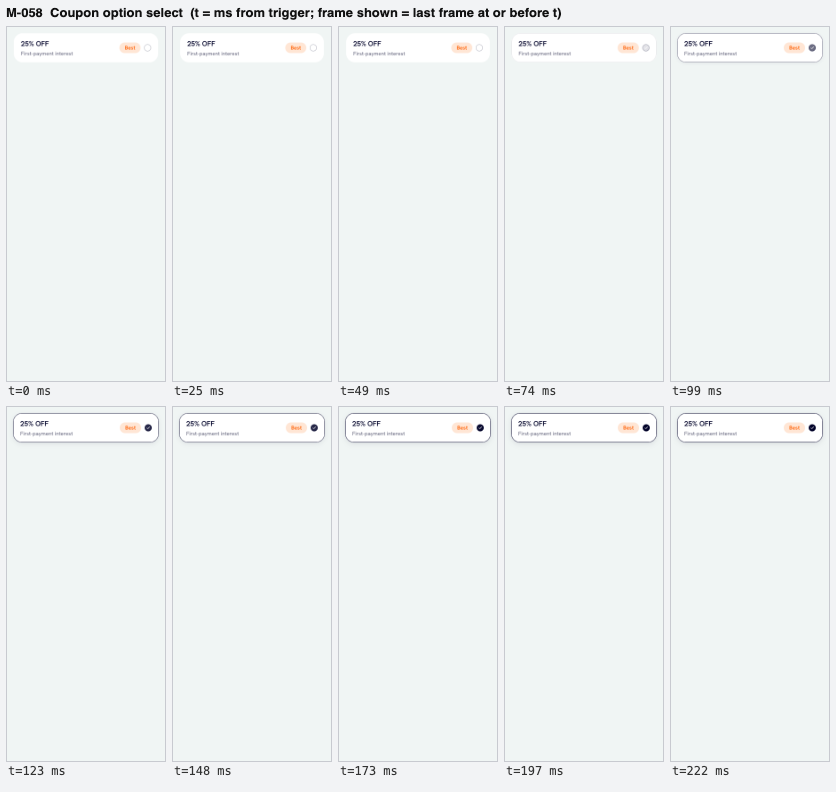 M-058 Coupon option select (t = ms from trigger; frame shown = last frame at or before t)
25% OFF
First-payment interest
Best
25% OFF
First-payment interest
Best
25% OFF
First-payment interest
Best
25% OFF
First-payment interest
Best
25% OFF
First-payment interest
Best
t=0 ms
t=25 ms
t=49 ms
t=74 ms
t=99 ms
25% OFF
First-payment interest
Best
25% OFF
First-payment interest
Best
25% OFF
First-payment interest
Best
25% OFF
First-payment interest
Best
25% OFF
First-payment interest
Best
t=123 ms
t=148 ms
t=173 ms
t=197 ms
t=222 ms